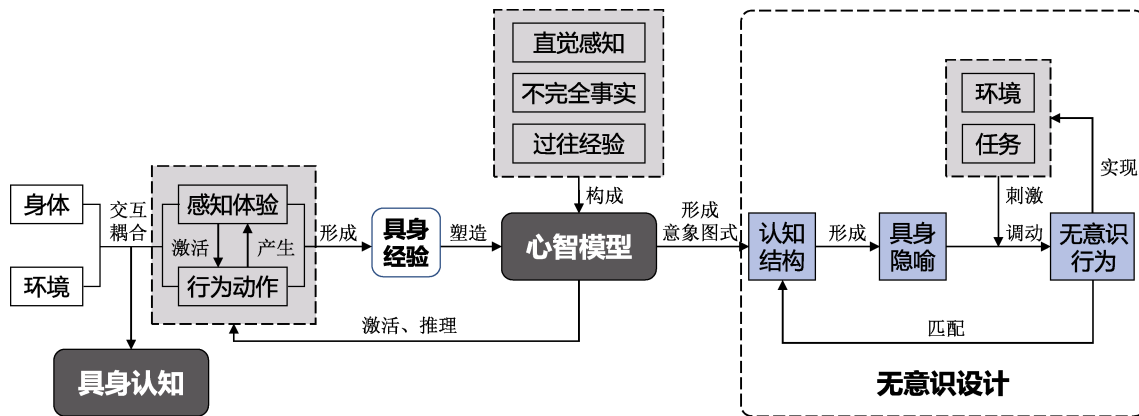 直觉感知
不完全事实
过往经验
环境
任务
实现
构成
刺激
身体
环境
交互
耦合
感知体验
激活
产生
行为动作
形成
具身
经验
塑造
心智模型
形成
意象图式
认知
结构
形成
具身
隐喻
调动
无意识
行为
激活、推理
匹配
具身认知
无意识设计